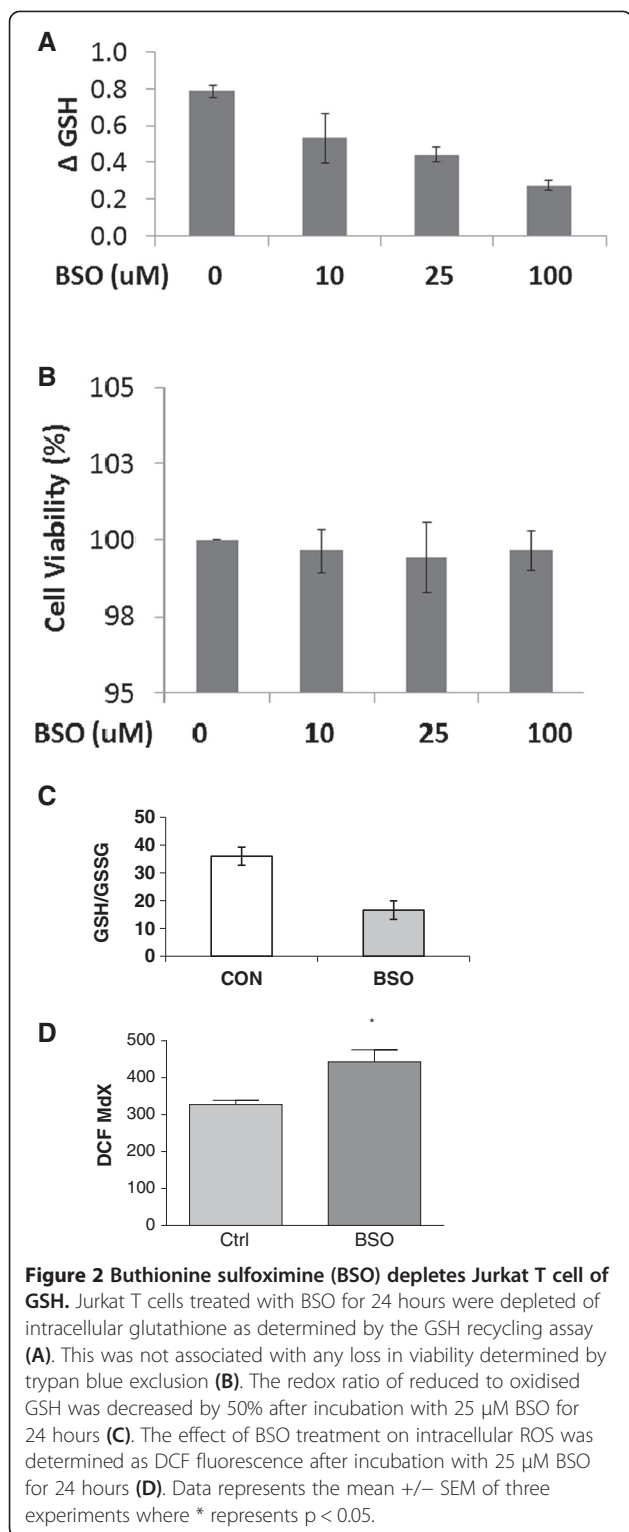 A
1.0
0.8
0.6
0.4
0.2
0.0
Δ GSH
BSO (uM) 0 10 25 100
B
105
103
100
98
95
Cell Viability (%)
BSO (uM) 0 10 25 100
C
50
40
30
20
10
0
GSH/GSSG
CON BSO
D
500
400
300
200
100
0
DCF MdX
*
Ctrl BSO
Figure 2 Buthionine sulfoximine (BSO) depletes Jurkat T cell of
GSH. Jurkat T cells treated with BSO for 24 hours were depleted of
intracellular glutathione as determined by the GSH recycling assay
(A). This was not associated with any loss in viability determined by
trypan blue exclusion (B). The redox ratio of reduced to oxidised
GSH was decreased by 50% after incubation with 25 μM BSO for
24 hours (C). The effect of BSO treatment on intracellular ROS was
determined as DCF fluorescence after incubation with 25 μM BSO
for 24 hours (D). Data represents the mean +/− SEM of three
experiments where * represents p < 0.05.